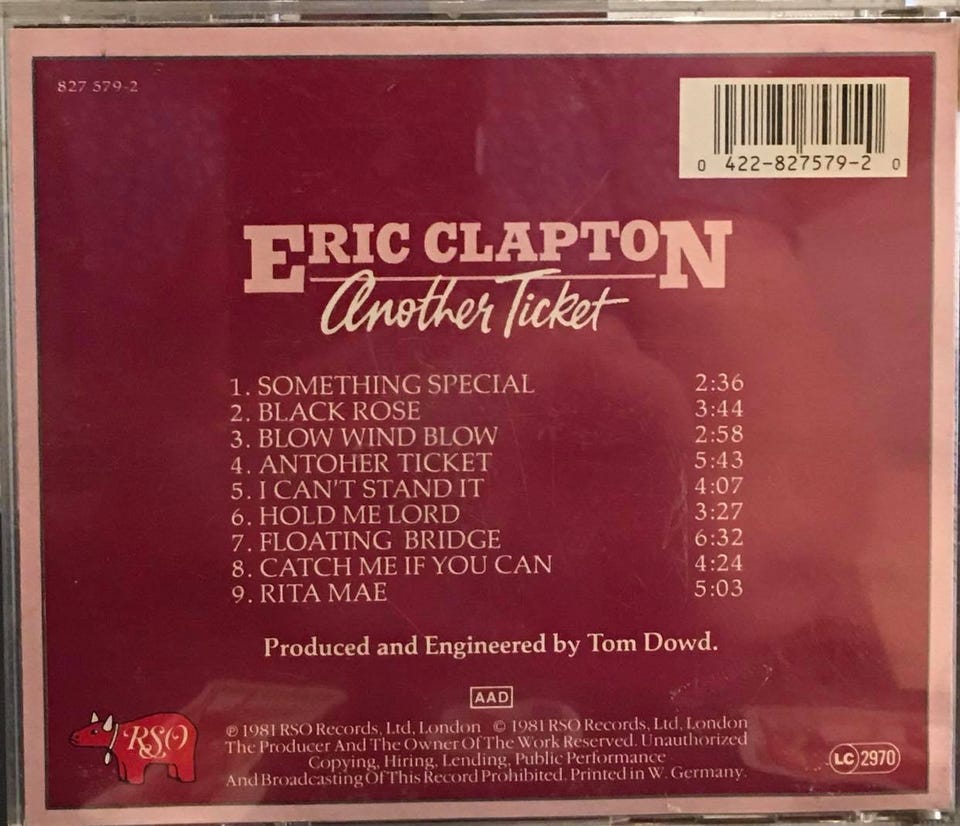 827 579-2
0 422-827579-2 0
ERIC CLAPTON
Another Ticket
1. SOMETHING SPECIAL 2:36
2. BLACK ROSE 3:44
3. BLOW WIND BLOW 2:58
4. ANTOHER TICKET 5:43
5. I CAN'T STAND IT 4:07
6. HOLD ME LORD 3:27
7. FLOATING BRIDGE 6:32
8. CATCH ME IF YOU CAN 4:24
9. RITA MAE 5:03
Produced and Engineered by Tom Dowd.
AAD
RSO
℗ 1981 RSO Records, Ltd, London © 1981 RSO Records, Ltd, London
The Producer And The Owner Of The Work Reserved. Unauthorized
Copying, Hiring, Lending, Public Performance
And Broadcasting Of This Record Prohibited. Printed in W. Germany.
LC 2970